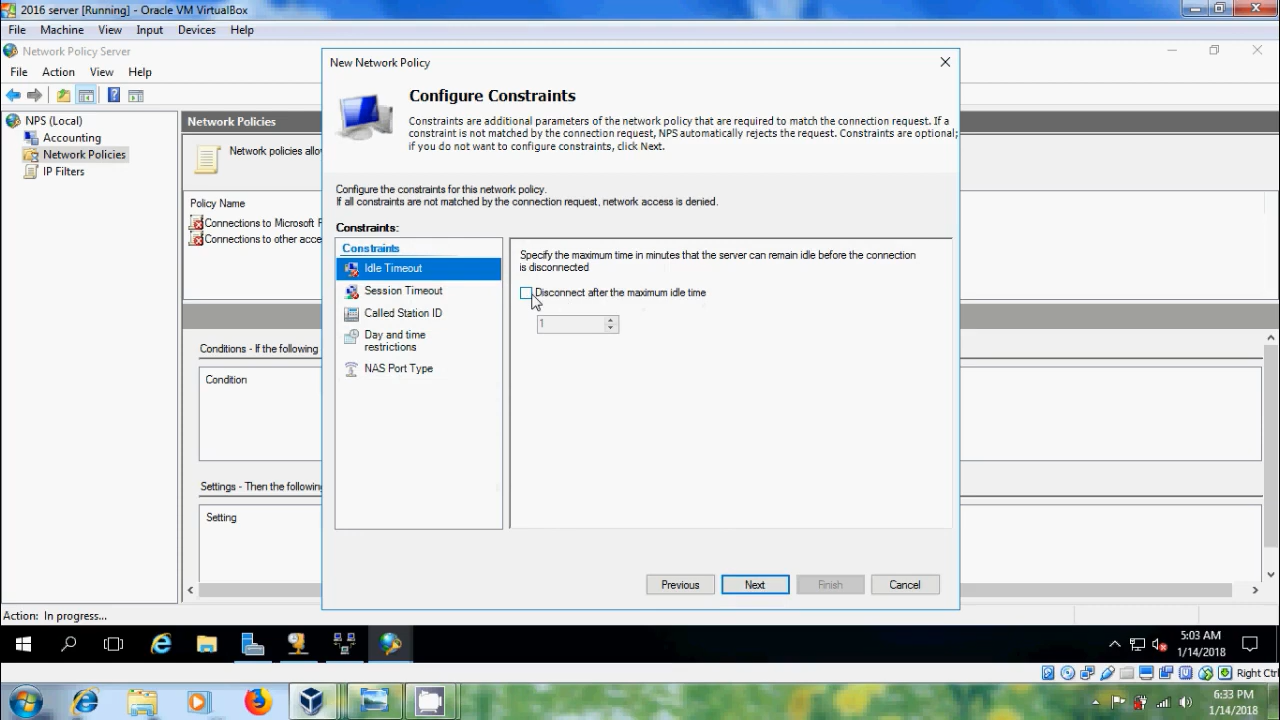 2016 server [Running] - Oracle VM VirtualBox
File Machine View Input Devices Help
Network Policy Server
File Action View Help
NPS (Local)
Accounting
Network Policies
IP Filters
Network Policies
Network policies allo
Policy Name
Connections to Microsoft R
Connections to other acce
Conditions - If the following
Condition
Settings - Then the following
Setting
New Network Policy
Configure Constraints
Constraints are additional parameters of the network policy that are required to match the connection request. If a
constraint is not matched by the connection request, NPS automatically rejects the request. Constraints are optional;
if you do not want to configure constraints, click Next.
Configure the constraints for this network policy.
If all constraints are not matched by the connection request, network access is denied.
Constraints:
Constraints
Idle Timeout
Session Timeout
Called Station ID
Day and time
restrictions
NAS Port Type
Specify the maximum time in minutes that the server can remain idle before the connection
is disconnected
Disconnect after the maximum idle time
1
Previous Next Finish Cancel
Action: In progress...
5:03 AM
1/14/2018
Right Ctrl
6:33 PM
1/14/2018